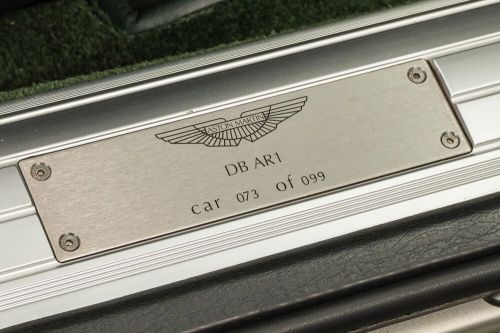 ASTON MARTIN
DB AR1
car 073 of 099